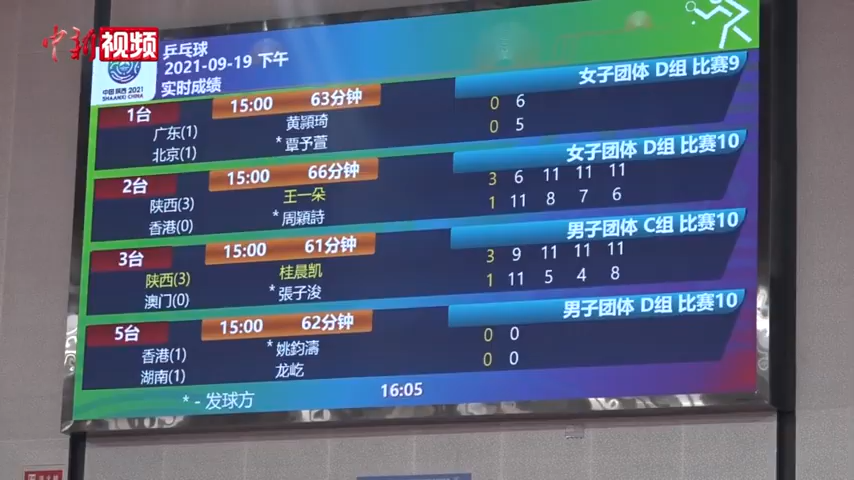 中新视频
乒乓球
2021-09-19 下午
实时成绩
中国陕西2021
SHAANXI CHINA
1台 15:00 63分钟 女子团体 D组 比赛9
广东(1) 黄颖琦 0 6
北京(1) * 覃予萱 0 5
2台 15:00 66分钟 女子团体 D组 比赛10
陕西(3) 王一朵 3 6 11 11 11
香港(0) * 周穎詩 1 11 8 7 6
3台 15:00 61分钟 男子团体 C组 比赛10
陕西(3) 桂晨凯 3 9 11 11 11
澳门(0) * 張子浚 1 11 5 4 8
5台 15:00 62分钟 男子团体 D组 比赛10
香港(1) * 姚鈞濤 0 0
湖南(1) 龙屹 0 0
* - 发球方 16:05